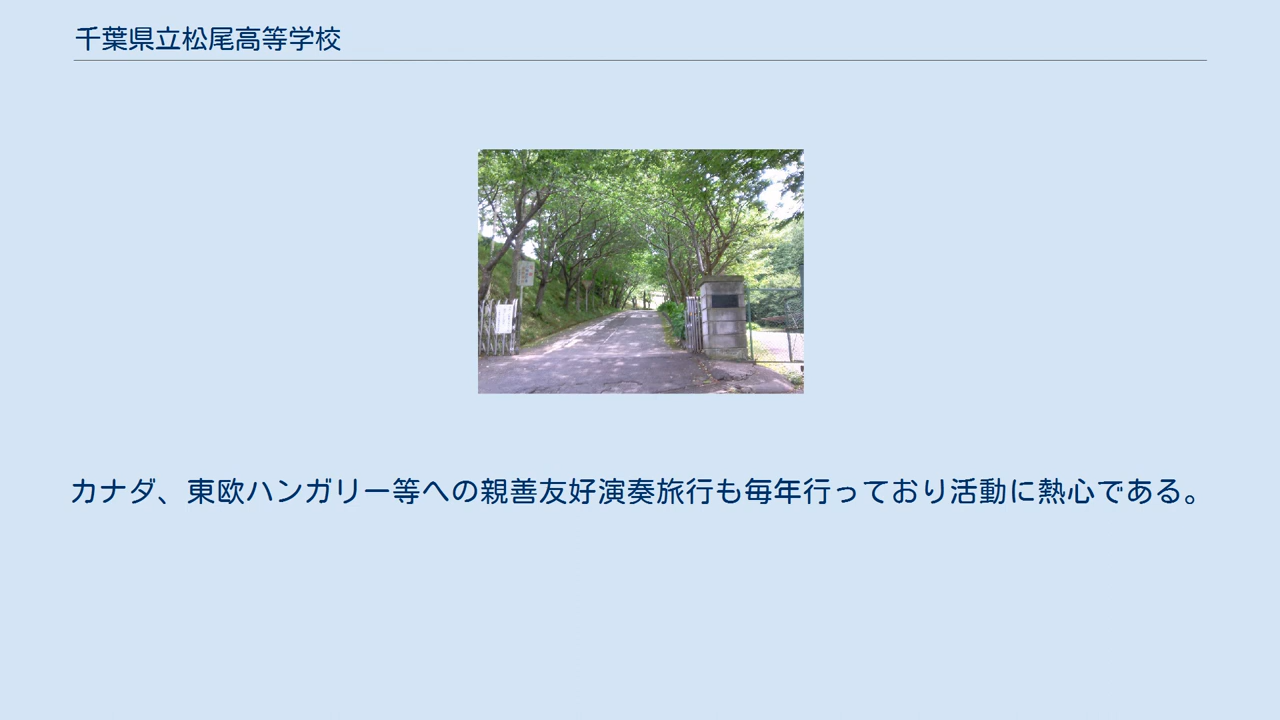 千葉県立松尾高等学校
カナダ、東欧ハンガリー等への親善友好演奏旅行も毎年行っており活動に熱心である。